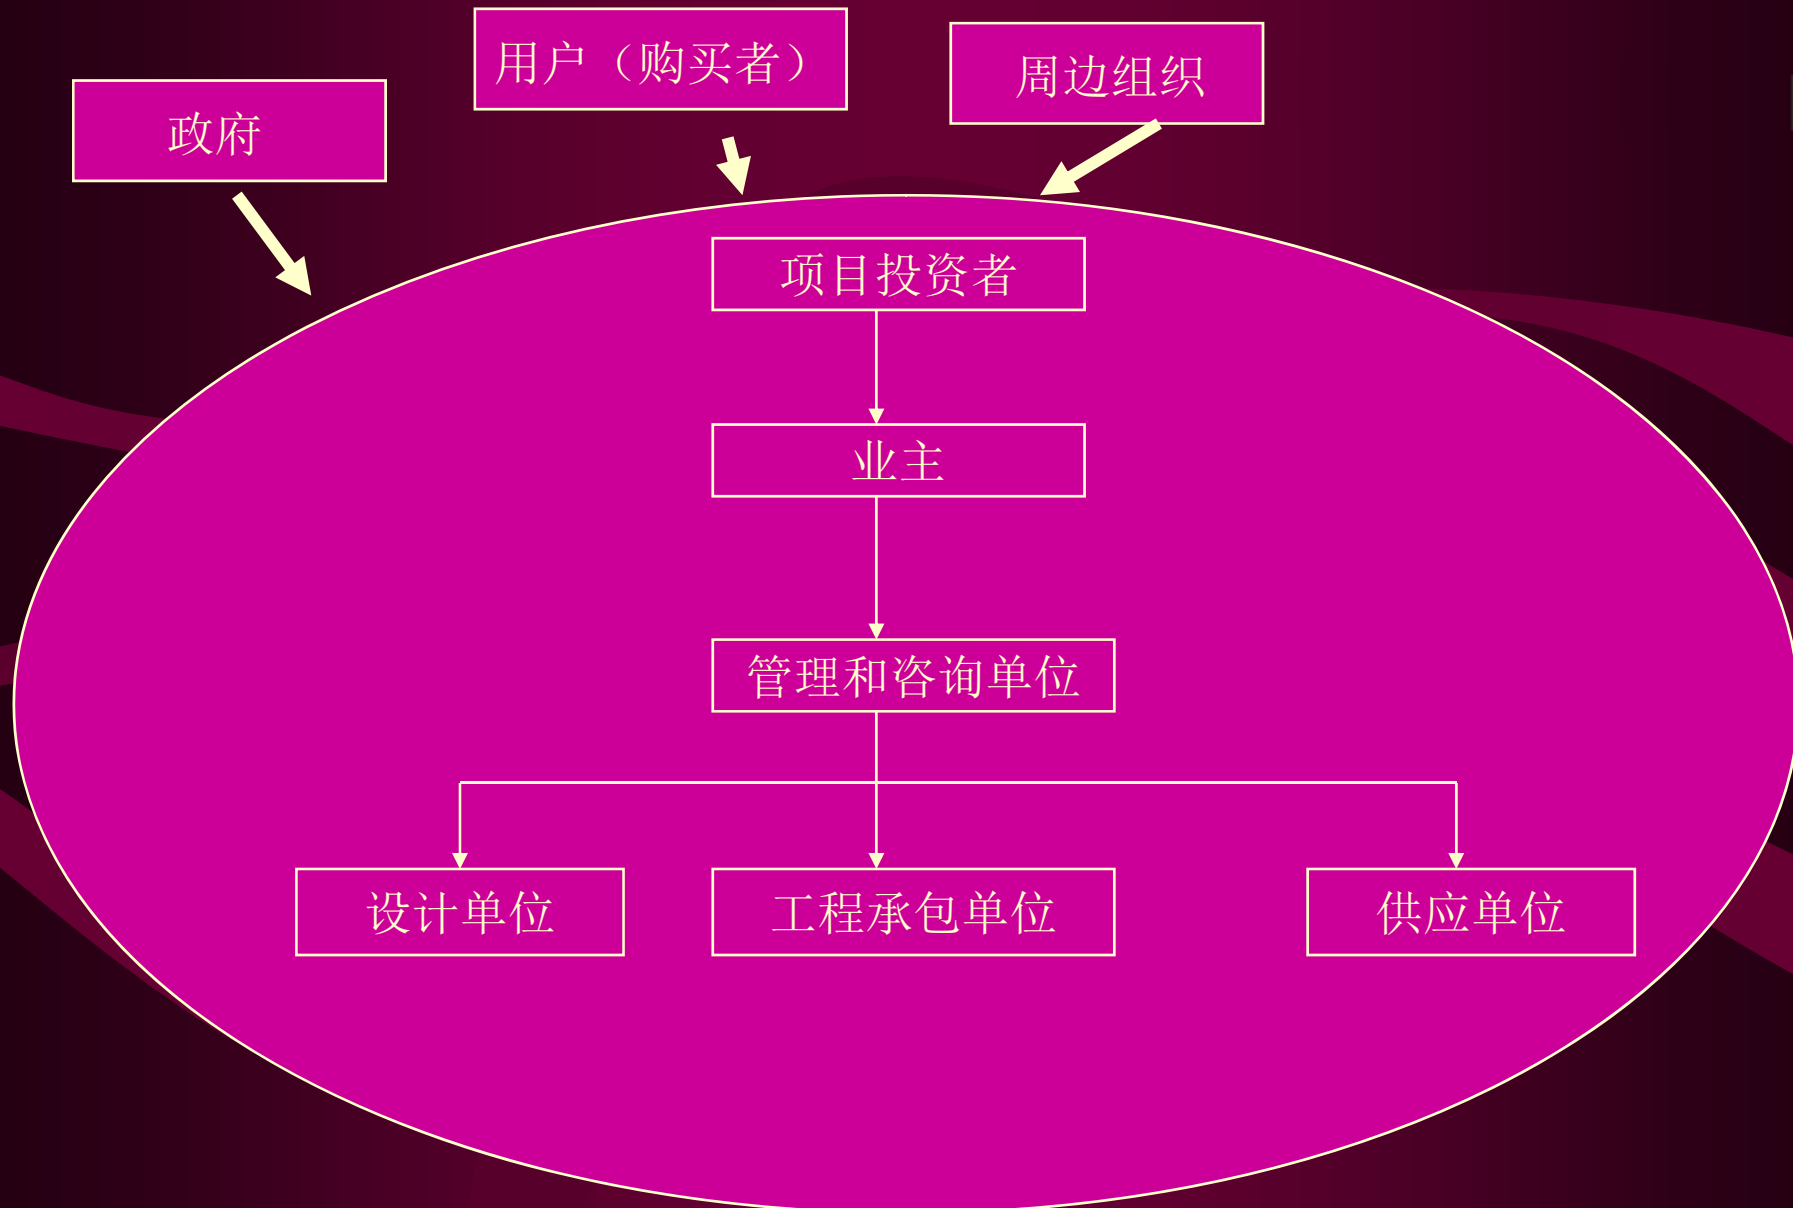 用户（购买者）
周边组织
政府
项目投资者
业主
管理和咨询单位
设计单位
工程承包单位
供应单位